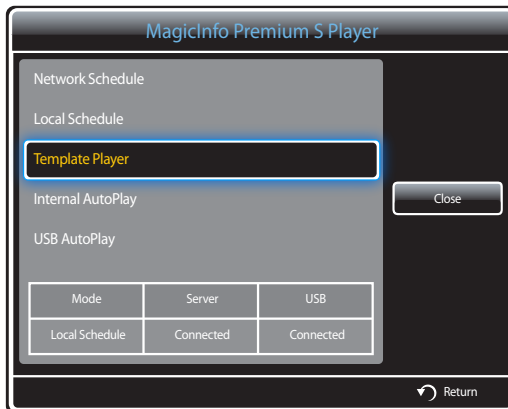 MagicInfo Premium S Player
Network Schedule
Local Schedule
Template Player
Internal AutoPlay
Close
USB AutoPlay
Mode Server USB
Local Schedule Connected Connected
Return